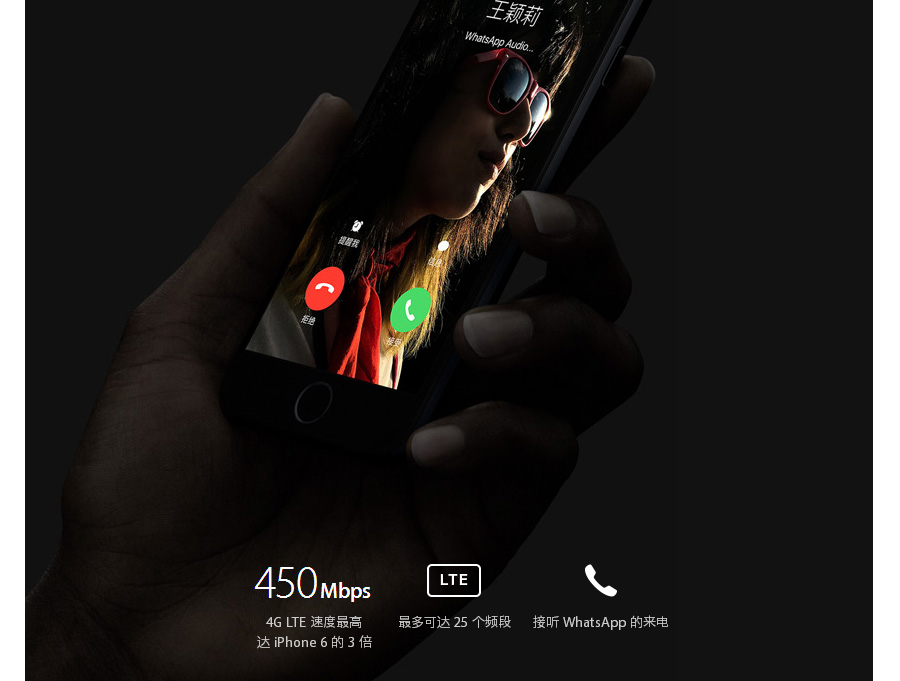 王颖莉
WhatsApp Audio...
提醒我
信息
拒绝
接受
450Mbps
4G LTE 速度最高
达 iPhone 6 的 3 倍
LTE
最多可达 25 个频段
接听 WhatsApp 的来电